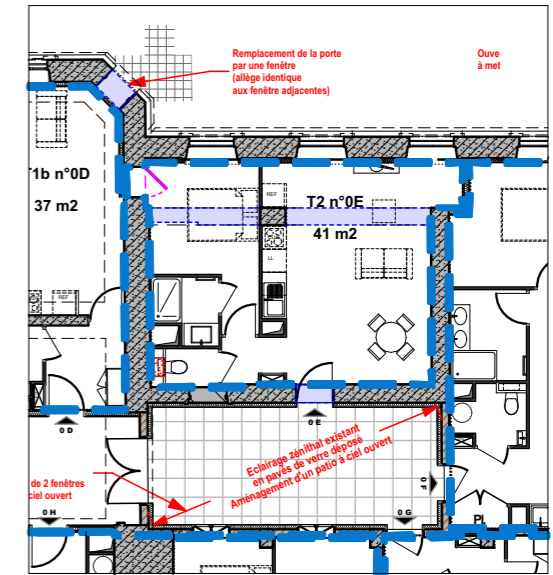 Remplacement de la porte
par une fenêtre
(allège identique
aux fenêtre adjacentes)
Ouve
à met
T1b n°0D
37 m2
REF
T2 n°0E
41 m2
LL
REF
0 D
0 E
Eclairage zénithal existant
en pavés de verre déposé
Aménagement d'un patio à ciel ouvert
de 2 fenêtres
ciel ouvert
0 F
0 H
0 G
Pl